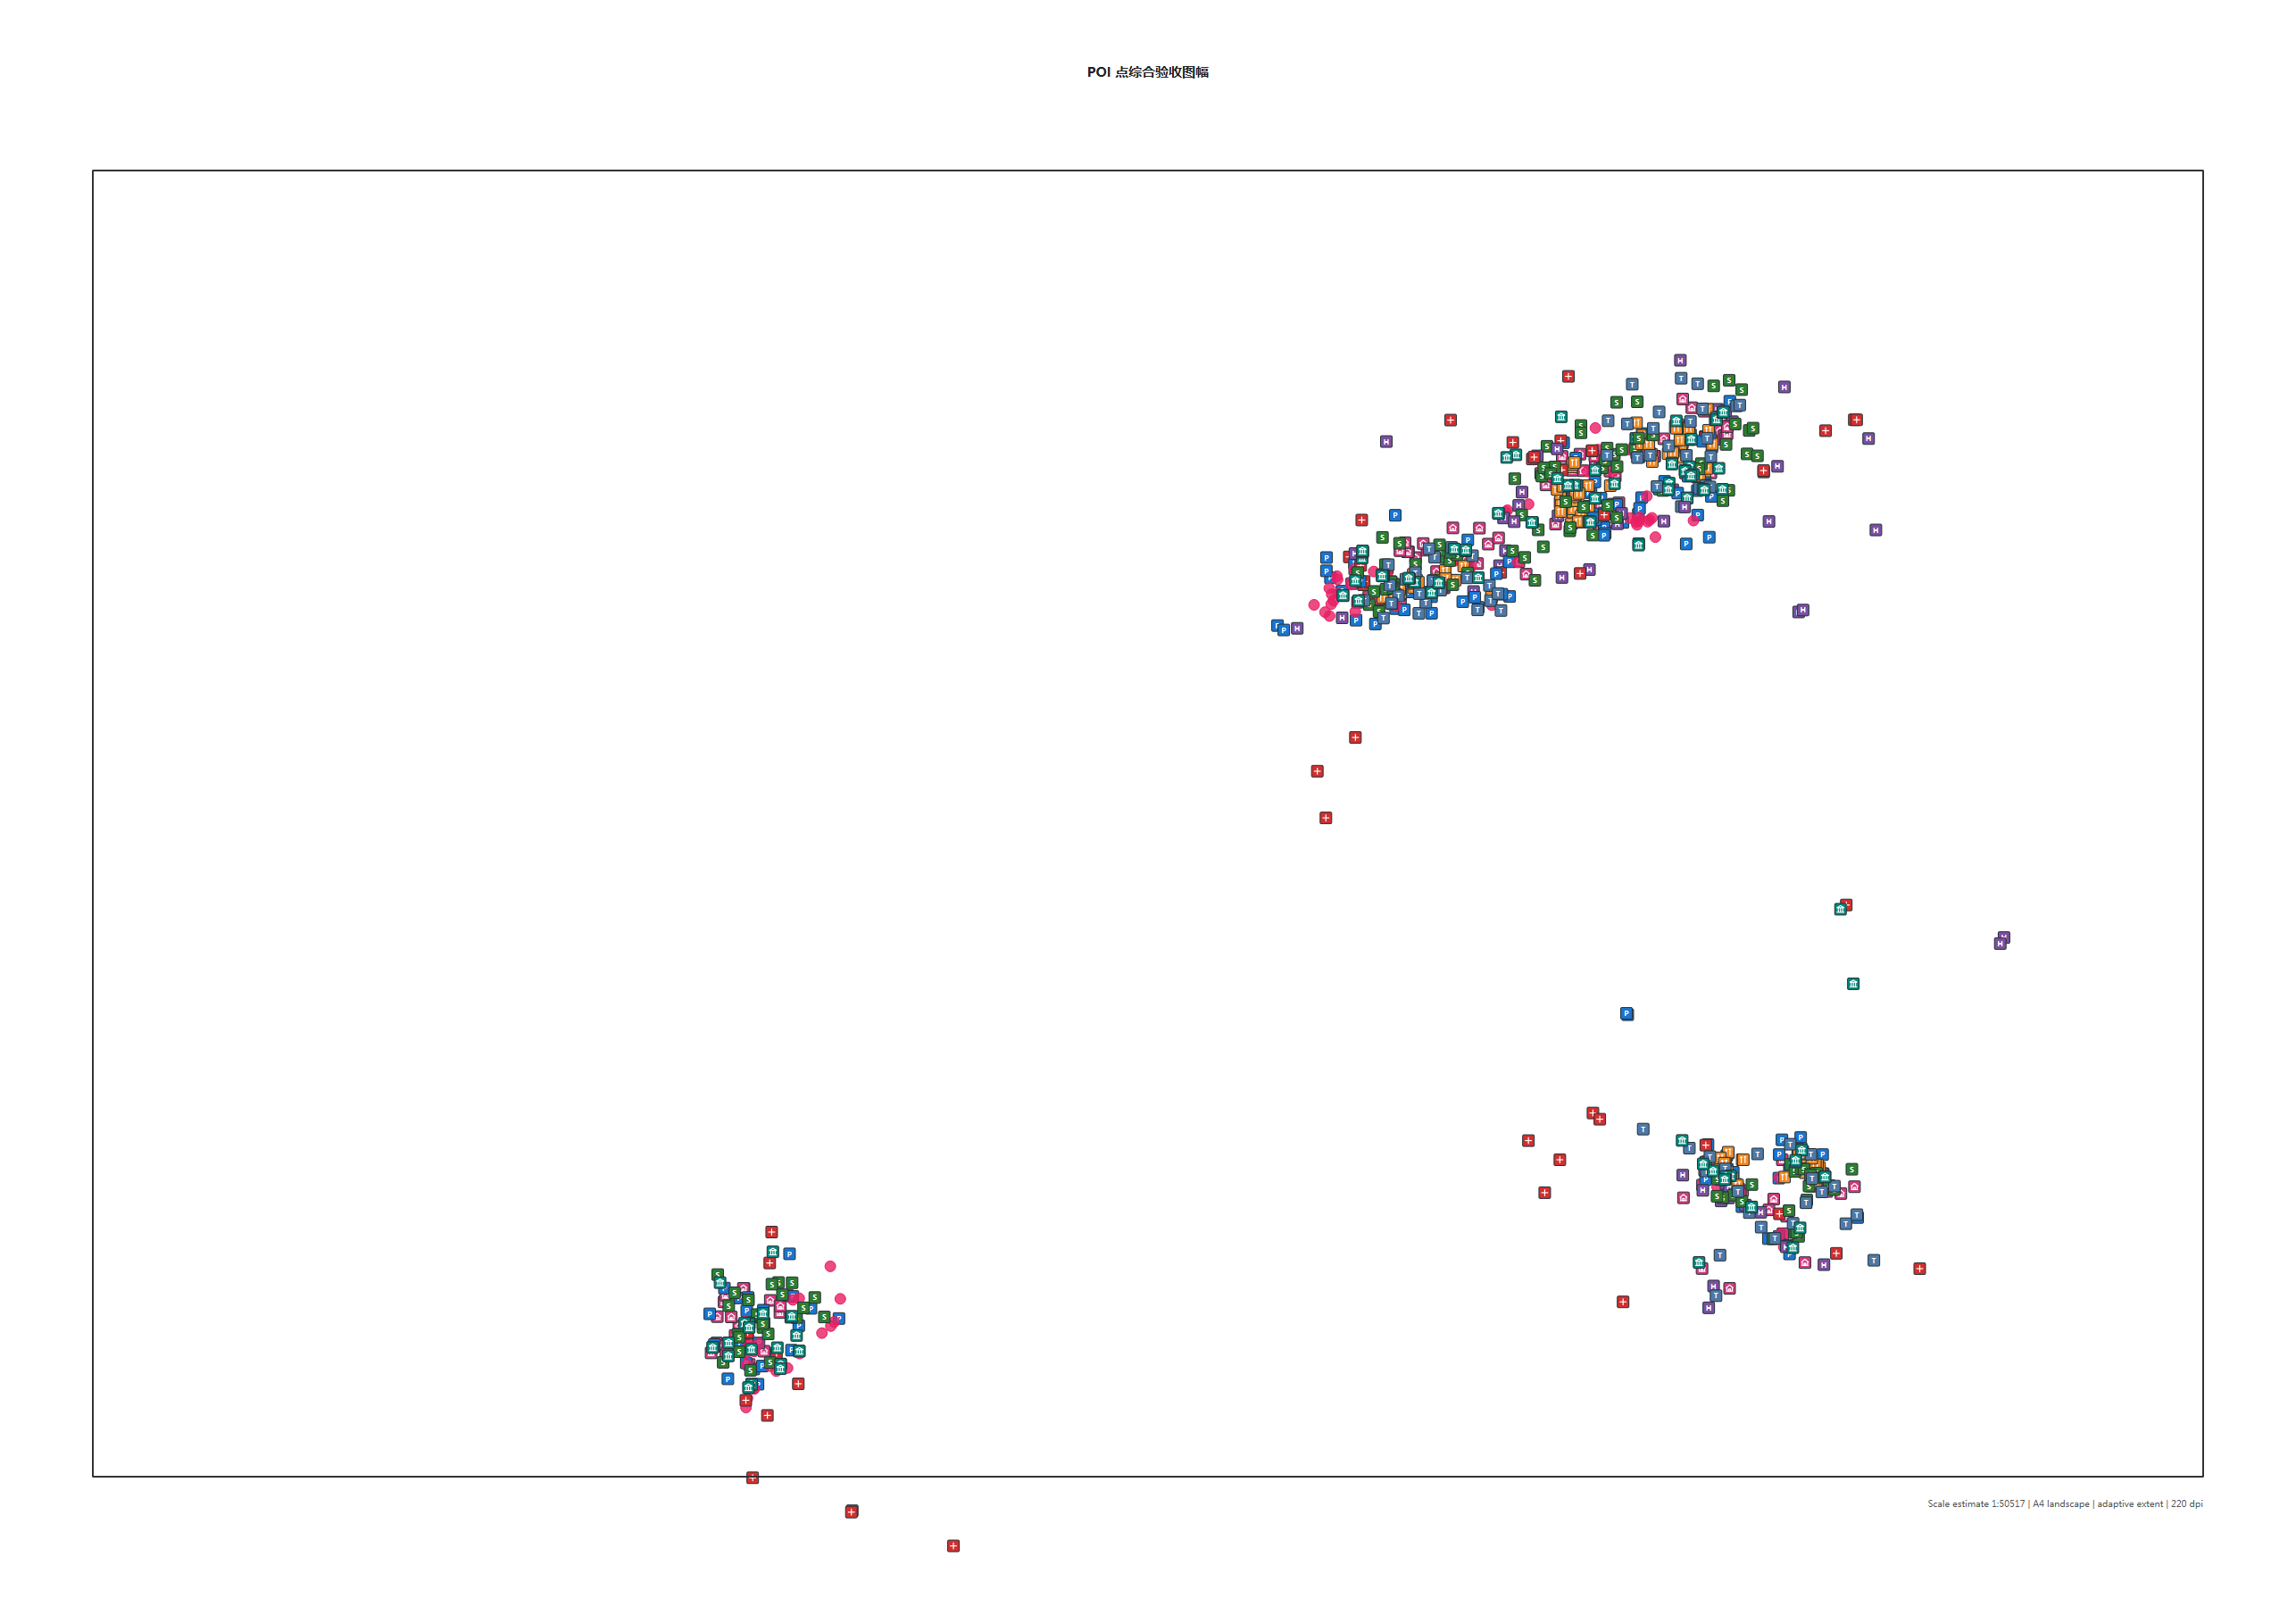 POI 点综合验收图幅
Scale estimate 1:50517 | A4 landscape | adaptive extent | 220 dpi